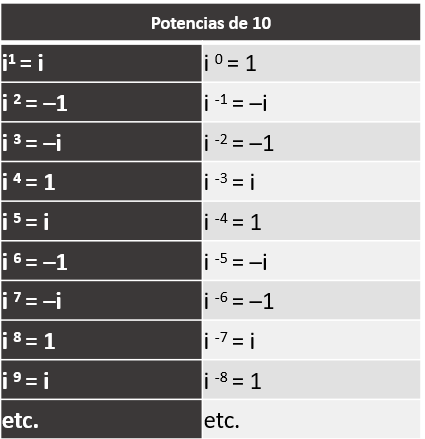 Potencias de 10
i¹ = i
i ⁰ = 1
i ² = –1
i ⁻¹ = –i
i ³ = –i
i ⁻² = –1
i ⁴ = 1
i ⁻³ = i
i ⁵ = i
i ⁻⁴ = 1
i ⁶ = –1
i ⁻⁵ = –i
i ⁷ = –i
i ⁻⁶ = –1
i ⁸ = 1
i ⁻⁷ = i
i ⁹ = i
i ⁻⁸ = 1
etc.
etc.